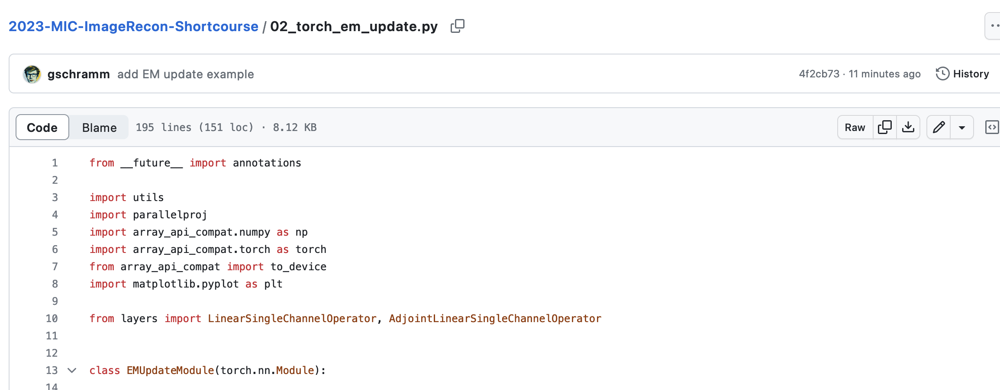 2023-MIC-ImageRecon-Shortcourse / 02_torch_em_update.py
gschramm add EM update example 4f2cb73 · 11 minutes ago History
Code Blame 195 lines (151 loc) · 8.12 KB Raw
1 from __future__ import annotations
2
3 import utils
4 import parallelproj
5 import array_api_compat.numpy as np
6 import array_api_compat.torch as torch
7 from array_api_compat import to_device
8 import matplotlib.pyplot as plt
9
10 from layers import LinearSingleChannelOperator, AdjointLinearSingleChannelOperator
11
12
13 class EMUpdateModule(torch.nn.Module):
14